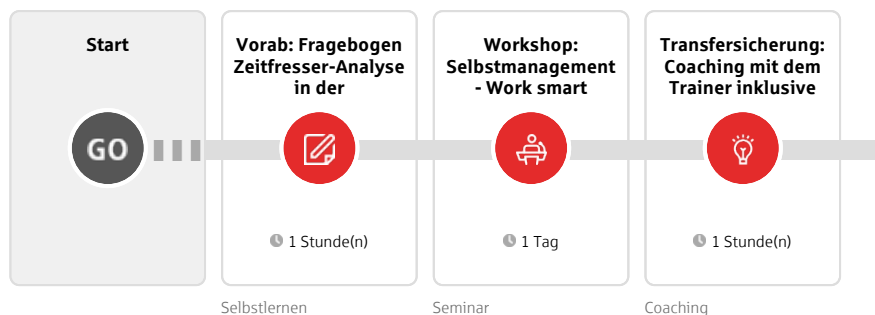 Start
GO
Vorab: Fragebogen
Zeitfresser-Analyse
in der
1 Stunde(n)
Selbstlernen
Workshop:
Selbstmanagement
- Work smart
1 Tag
Seminar
Transfersicherung:
Coaching mit dem
Trainer inklusive
1 Stunde(n)
Coaching